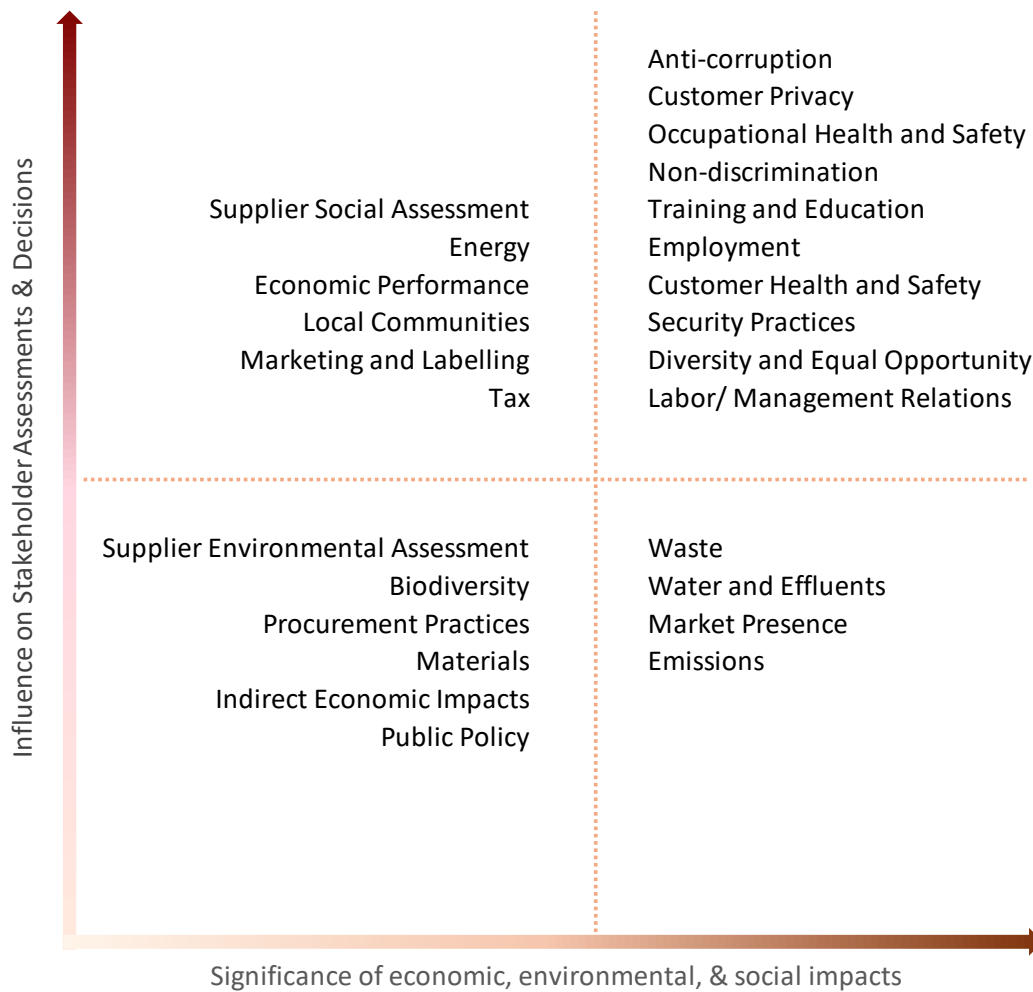 Influence on Stakeholder Assessments & Decisions
Supplier Social Assessment
Energy
Economic Performance
Local Communities
Marketing and Labelling
Tax
Anti-corruption
Customer Privacy
Occupational Health and Safety
Non-discrimination
Training and Education
Employment
Customer Health and Safety
Security Practices
Diversity and Equal Opportunity
Labor/ Management Relations
Supplier Environmental Assessment
Biodiversity
Procurement Practices
Materials
Indirect Economic Impacts
Public Policy
Waste
Water and Effluents
Market Presence
Emissions
Significance of economic, environmental, & social impacts